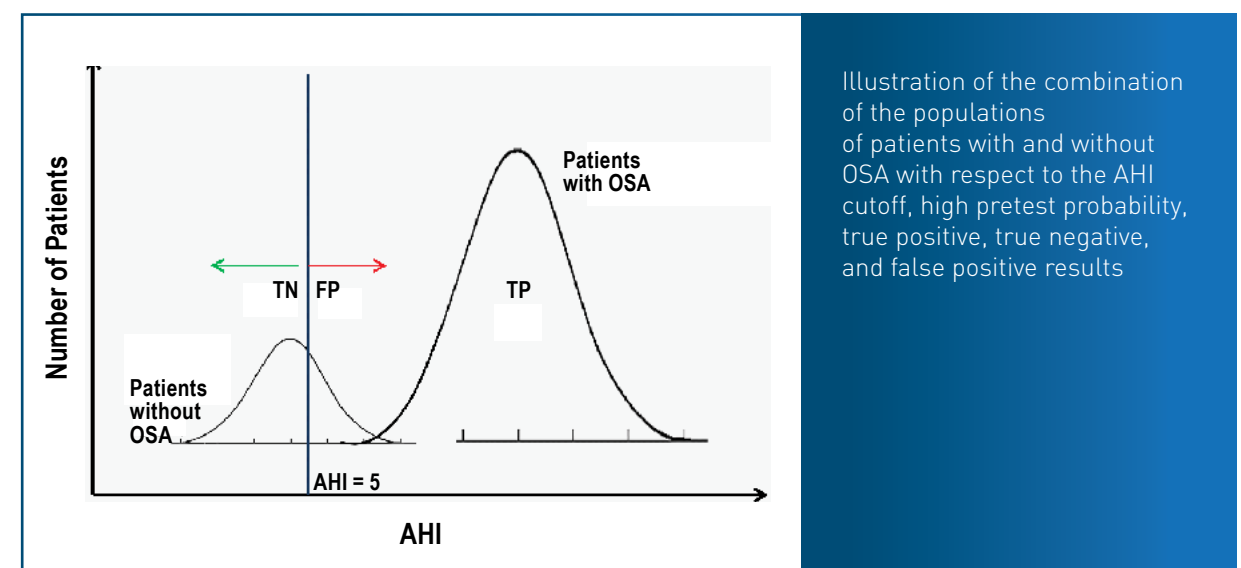 Number of Patients
Patients
with OSA
TN
FP
TP
Patients
without
OSA
AHI = 5
AHI
Illustration of the combination
of the populations
of patients with and without
OSA with respect to the AHI
cutoff, high pretest probability,
true positive, true negative,
and false positive results